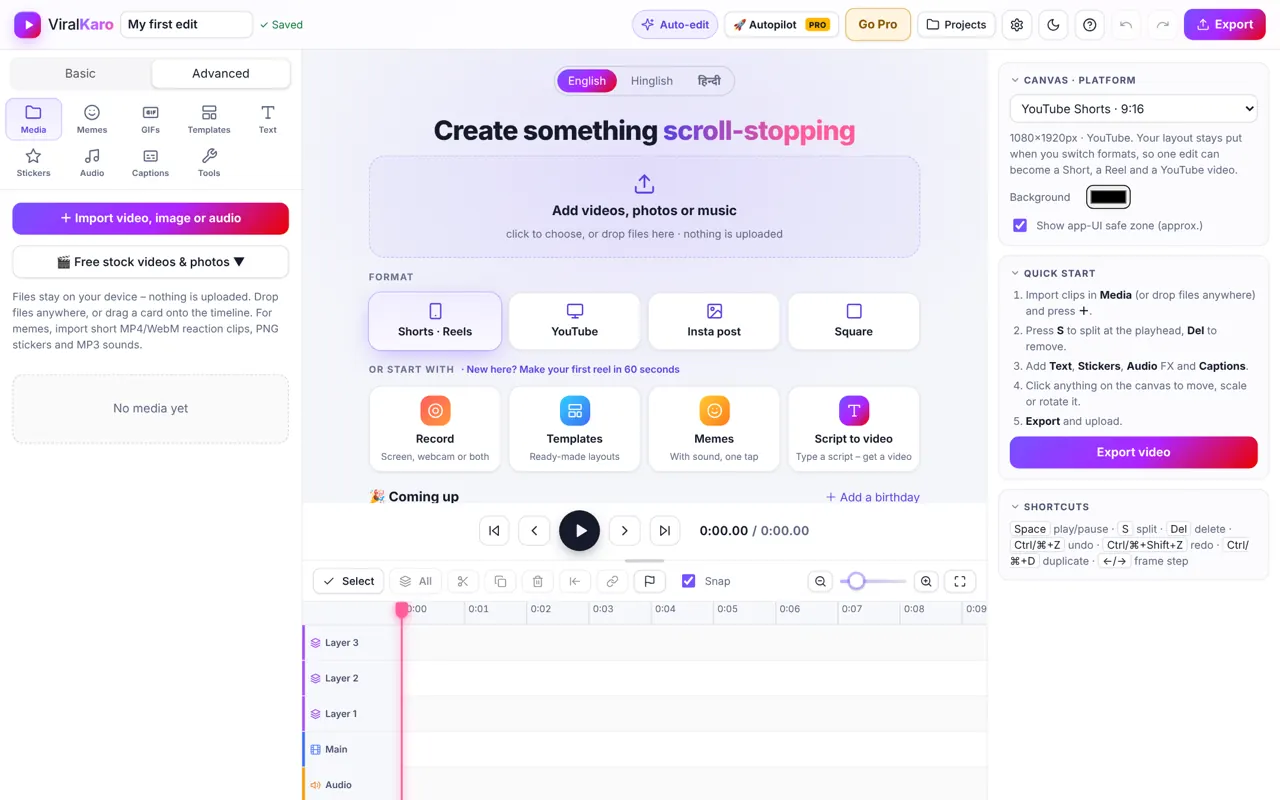 ViralKaro
My first edit
✓ Saved
Auto-edit
🚀 Autopilot PRO
Go Pro
Projects
Export
Basic
Advanced
Media
Memes
GIF
GIFs
Templates
Text
Stickers
Audio
Captions
Tools
+ Import video, image or audio
🎬 Free stock videos & photos ▼
Files stay on your device – nothing is uploaded. Drop
files anywhere, or drag a card onto the timeline. For
memes, import short MP4/WebM reaction clips, PNG
stickers and MP3 sounds.
No media yet
English
Hinglish
हिन्दी
Create something scroll-stopping
Add videos, photos or music
click to choose, or drop files here · nothing is uploaded
FORMAT
Shorts · Reels
YouTube
Insta post
Square
OR START WITH · New here? Make your first reel in 60 seconds
Record
Screen, webcam or both
Templates
Ready-made layouts
Memes
With sound, one tap
Script to video
Type a script – get a video
🎉 Coming up
+ Add a birthday
0:00.00 / 0:00.00
Select
All
Snap
0:00
0:01
0:02
0:03
0:04
0:05
0:06
0:07
0:08
0:09
Layer 3
Layer 2
Layer 1
Main
Audio
CANVAS · PLATFORM
YouTube Shorts · 9:16
1080×1920px · YouTube. Your layout stays put
when you switch formats, so one edit can
become a Short, a Reel and a YouTube video.
Background
Show app-UI safe zone (approx.)
QUICK START
1. Import clips in Media (or drop files anywhere)
and press +.
2. Press S to split at the playhead, Del to
remove.
3. Add Text, Stickers, Audio FX and Captions.
4. Click anything on the canvas to move, scale
or rotate it.
5. Export and upload.
Export video
SHORTCUTS
Space play/pause · S split · Del delete ·
Ctrl/⌘+Z undo · Ctrl/⌘+Shift+Z redo · Ctrl/
⌘+D duplicate · ←/→ frame step